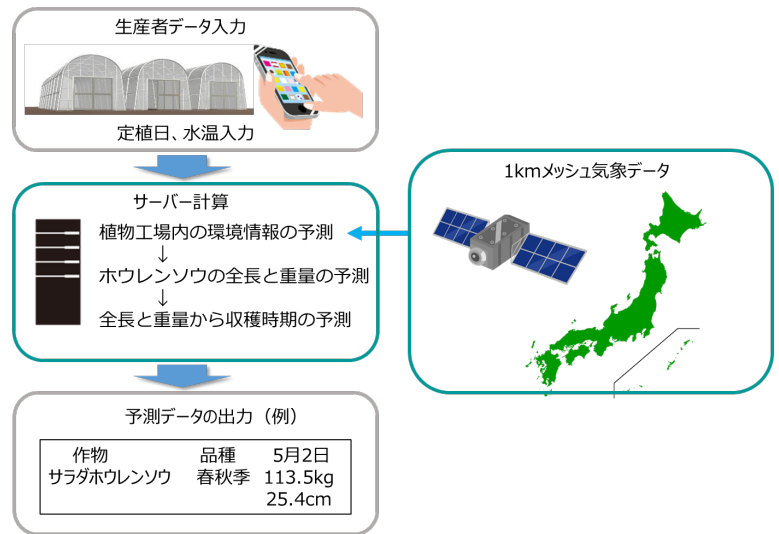 生産者データ入力
定植日、水温入力
サーバー計算
植物工場内の環境情報の予測
↓
ホウレンソウの全長と重量の予測
↓
全長と重量から収穫時期の予測
1kmメッシュ気象データ
予測データの出力（例）
作物 品種 5月2日
サラダホウレンソウ 春秋季 113.5kg
25.4cm